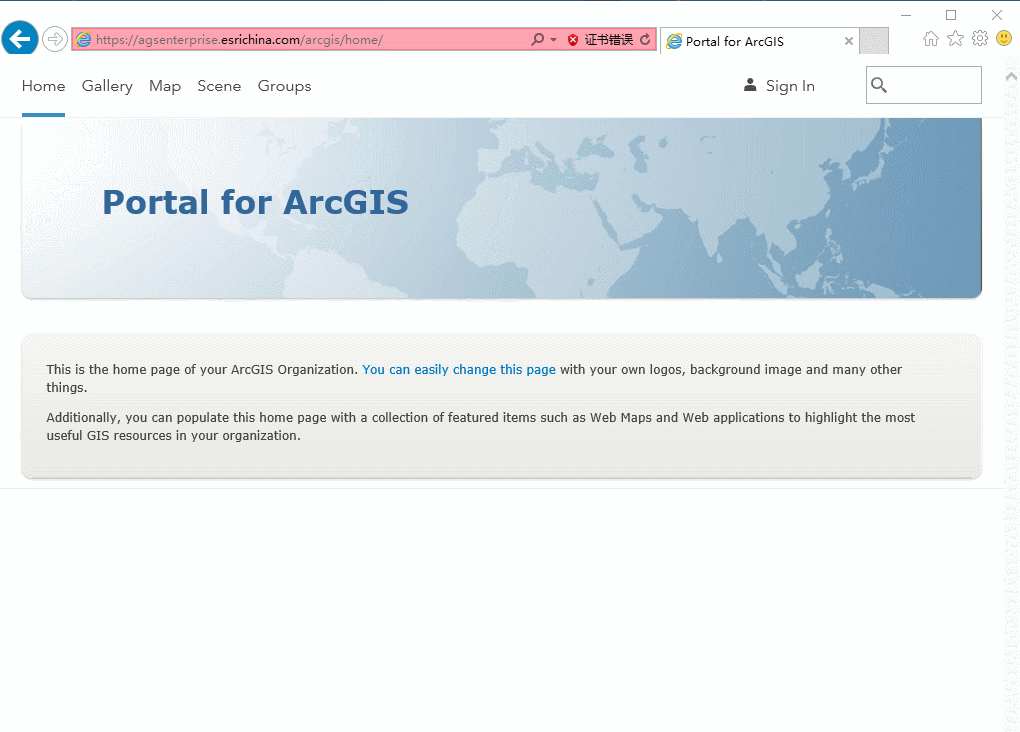 https://agsenterprise.esrichina.com/arcgis/home/
证书错误
Portal for ArcGIS
Home Gallery Map Scene Groups Sign In
Portal for ArcGIS
This is the home page of your ArcGIS Organization. You can easily change this page with your own logos, background image and many other
things.
Additionally, you can populate this home page with a collection of featured items such as Web Maps and Web applications to highlight the most
useful GIS resources in your organization.